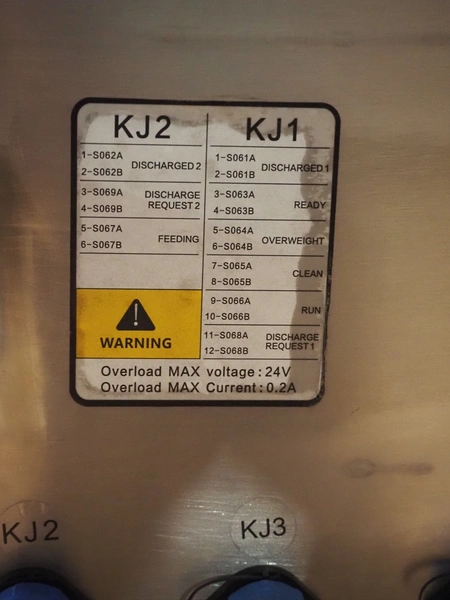 KJ2
1-S062A
2-S062B
DISCHARGED 2
3-S069A
4-S069B
DISCHARGE
REQUEST 2
5-S067A
6-S067B
FEEDING
WARNING
KJ1
1-S061A
2-S061B
DISCHARGED 1
3-S063A
4-S063B
READY
5-S064A
6-S064B
OVERWEIGHT
7-S065A
8-S065B
CLEAN
9-S066A
10-S066B
RUN
11-S068A
12-S068B
DISCHARGE
REQUEST 1
Overload MAX voltage : 24V
Overload MAX Current : 0.2A
KJ2
KJ3